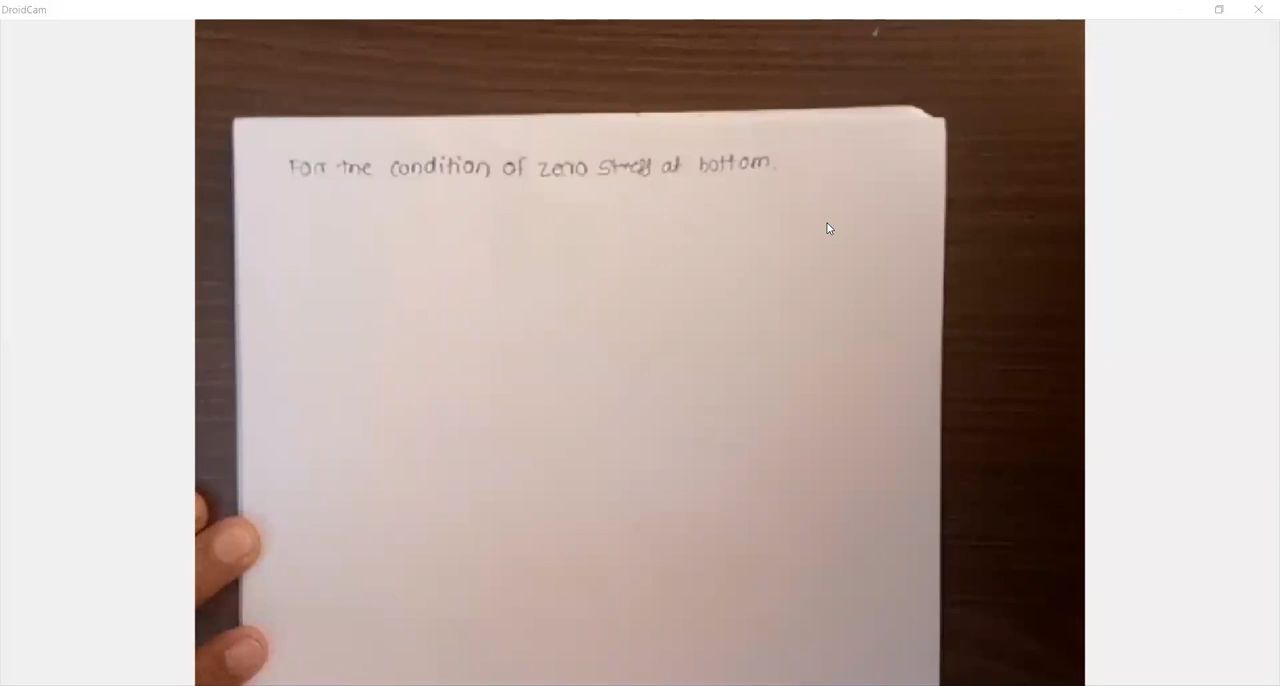 DroidCam
For the condition of zero stress at bottom.